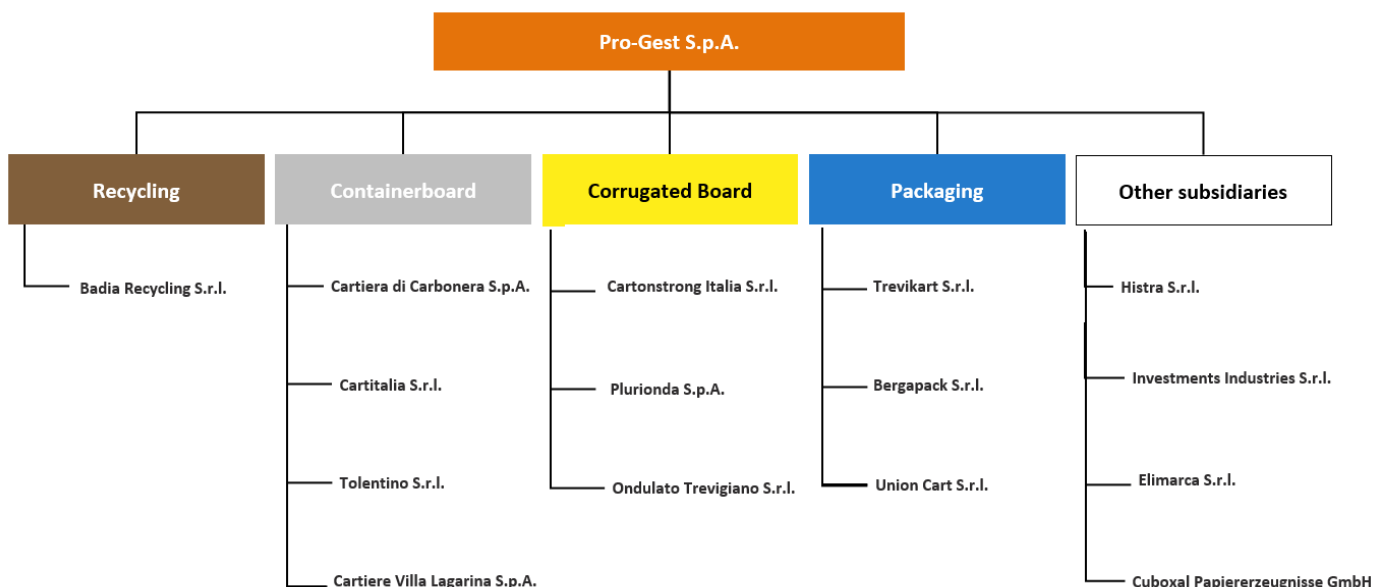 Pro-Gest S.p.A.
Recycling
Containerboard
Corrugated Board
Packaging
Other subsidiaries
Badia Recycling S.r.l.
Cartiera di Carbonera S.p.A.
Cartonstrong Italia S.r.l.
Trevikart S.r.l.
Histra S.r.l.
Cartitalia S.r.l.
Plurionda S.p.A.
Bergapack S.r.l.
Investments Industries S.r.l.
Tolentino S.r.l.
Ondulato Trevigiano S.r.l.
Union Cart S.r.l.
Elimarca S.r.l.
Cartiere Villa Lagarina S.p.A.
Cuboxal Papiererzeugnisse GmbH